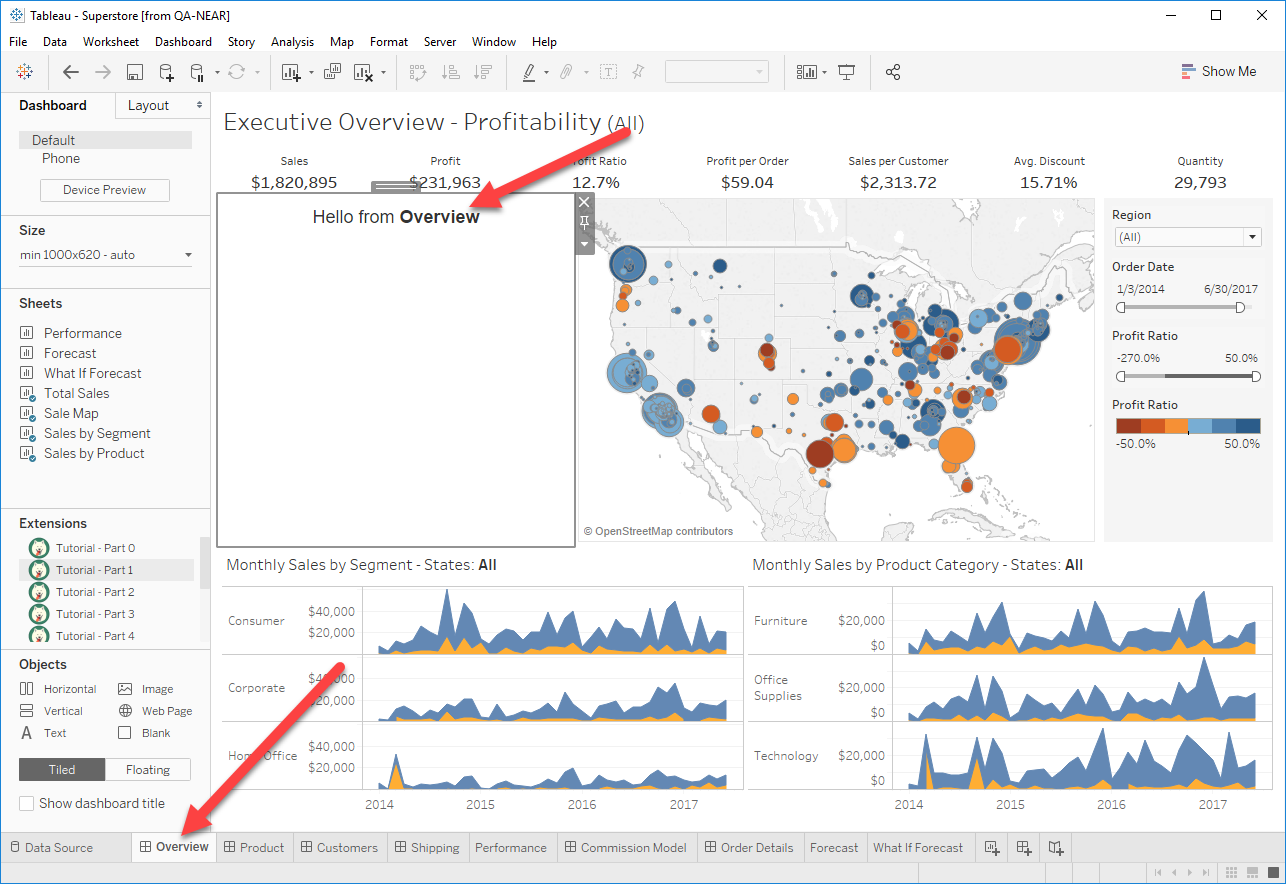 Tableau - Superstore [from QA-NEAR]
File Data Worksheet Dashboard Story Analysis Map Format Server Window Help
Show Me
Dashboard Layout
Default
Phone
Device Preview
Size
min 1000x620 - auto
Sheets
Performance
Forecast
What If Forecast
Total Sales
Sale Map
Sales by Segment
Sales by Product
Extensions
Tutorial - Part 0
Tutorial - Part 1
Tutorial - Part 2
Tutorial - Part 3
Tutorial - Part 4
Objects
Horizontal Image
Vertical Web Page
Text Blank
Tiled Floating
Show dashboard title
Executive Overview - Profitability (All)
Sales Profit Profit Ratio Profit per Order Sales per Customer Avg. Discount Quantity
$1,820,895 $231,963 12.7% $59.04 $2,313.72 15.71% 29,793
Hello from Overview
© OpenStreetMap contributors
Region
(All)
Order Date
1/3/2014 6/30/2017
Profit Ratio
-270.0% 50.0%
Profit Ratio
-50.0% 50.0%
Monthly Sales by Segment - States: All
Consumer
$40,000
$20,000
Corporate
$40,000
$20,000
Home Office
$40,000
$20,000
2014 2015 2016 2017
Monthly Sales by Product Category - States: All
Furniture
$20,000
$0
Office
Supplies
$20,000
$0
Technology
$20,000
$0
2014 2015 2016 2017
Data Source Overview Product Customers Shipping Performance Commission Model Order Details Forecast What If Forecast